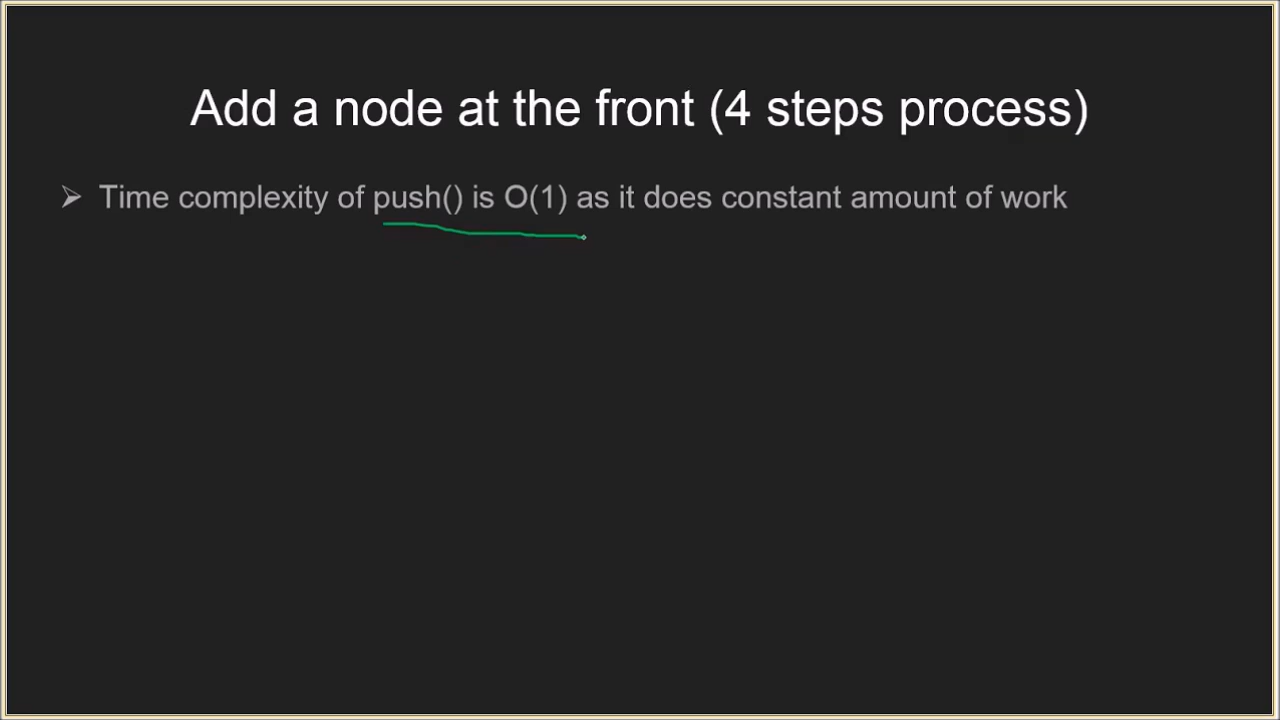 Add a node at the front (4 steps process)
➢ Time complexity of push() is O(1) as it does constant amount of work